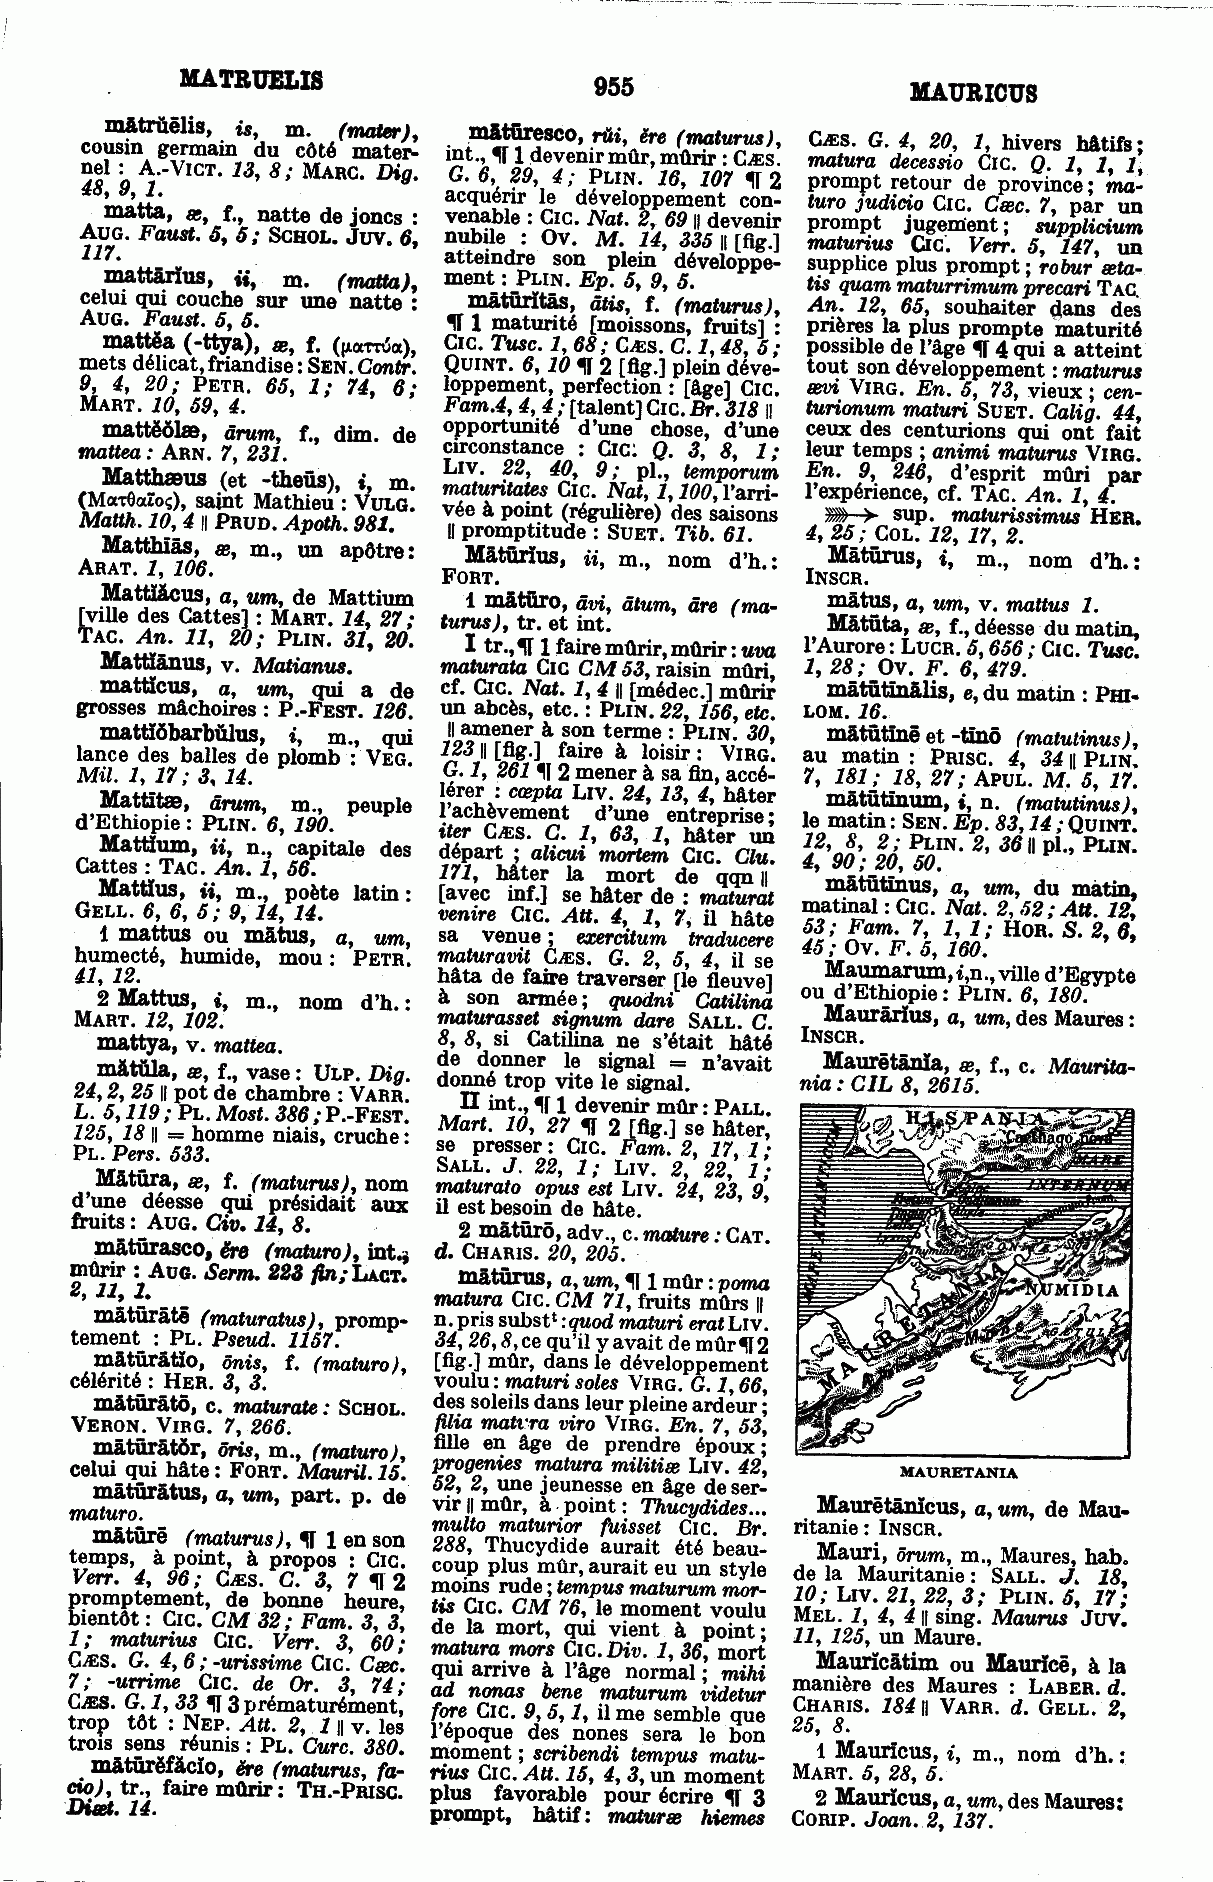 MATRUELIS
955
MAURICUS
mātrŭēlis, is, m. (mater),
cousin germain du côté mater-
nel : A.-VICT. 13, 8 ; MARC. Dig.
48, 9, 1.
matta, æ, f., natte de joncs :
AUG. Faust. 5, 5 ; SCHOL. JUV. 6,
117.
mattārĭus, ii, m. (matta),
celui qui couche sur une natte :
AUG. Faust. 5, 5.
mattĕa (-ttya), æ, f. (ματτύα),
mets délicat, friandise : SEN. Contr.
9, 4, 20 ; PETR. 65, 1 ; 74, 6 ;
MART. 10, 59, 4.
mattĕŏlæ, ārum, f., dim. de
mattea : ARN. 7, 231.
Matthæus (et -theūs), i, m.
(Ματθαῖος), saint Mathieu : VULG.
Matth. 10, 4 ǁ PRUD. Apoth. 981.
Matthīās, æ, m., un apôtre :
ARAT. 1, 106.
Mattĭăcus, a, um, de Mattium
[ville des Cattes] : MART. 14, 27 ;
TAC. An. 11, 20 ; PLIN. 31, 20.
Mattĭānus, v. Matianus.
mattĭcus, a, um, qui a de
grosses mâchoires : P.-FEST. 126.
mattĭŏbarbŭlus, i, m., qui
lance des balles de plomb : VEG.
Mil. 1, 17 ; 3, 14.
Mattītæ, ārum, m., peuple
d'Ethiopie : PLIN. 6, 190.
Mattĭum, ii, n., capitale des
Cattes : TAC. An. 1, 56.
Mattĭus, ii, m., poète latin :
GELL. 6, 6, 5 ; 9, 14, 14.
1 mattus ou mātus, a, um,
humecté, humide, mou : PETR.
41, 12.
2 Mattus, i, m., nom d'h. :
MART. 12, 102.
mattya, v. mattea.
mătŭla, æ, f., vase : ULP. Dig.
24, 2, 25 ǁ pot de chambre : VARR.
L. 5, 119 ; PL. Most. 386 ; P.-FEST.
125, 18 ǁ = homme niais, cruche :
PL. Pers. 533.
Mātūra, æ, f. (maturus), nom
d'une déesse qui présidait aux
fruits : AUG. Civ. 14, 8.
mātūrasco, ĕre (maturo), int.,
mûrir : AUG. Serm. 223 fin ; LACT.
2, 11, 1.
mātūrātē (maturatus), promp-
tement : PL. Pseud. 1157.
mātūrātĭo, ōnis, f. (maturo),
célérité : HER. 3, 3.
mātūrātō, c. maturate : SCHOL.
VERON. VIRG. 7, 266.
mātūrātŏr, ōris, m., (maturo),
celui qui hâte : FORT. Mauril. 15.
mātūrātus, a, um, part. p. de
maturo.
mātūrē (maturus), ¶ 1 en son
temps, à point, à propos : CIC.
Verr. 4, 96 ; CÆS. C. 3, 7 ¶ 2
promptement, de bonne heure,
bientôt : CIC. CM 32 ; Fam. 3, 3,
1 ; maturius CIC. Verr. 3, 60 ;
CÆS. G. 4, 6 ; -urissime CIC. Cæc.
7 ; -urrime CIC. de Or. 3, 74 ;
CÆS. G. 1, 33 ¶ 3 prématurément,
trop tôt : NEP. Att. 2, 1 ǁ v. les
trois sens réunis : PL. Curc. 380.
mātūrĕfăcĭo, ĕre (maturus, fa-
cio), tr., faire mûrir : TH.-PRISC.
Diæt. 14.
mātūresco, rŭi, ĕre (maturus),
int., ¶ 1 devenir mûr, mûrir : CÆS.
G. 6, 29, 4 ; PLIN. 16, 107 ¶ 2
acquérir le développement con-
venable : CIC. Nat. 2, 69 ǁ devenir
nubile : OV. M. 14, 335 ǁ [fig.]
atteindre son plein développe-
ment : PLIN. Ep. 5, 9, 5.
mātūrĭtās, ātis, f. (maturus),
¶ 1 maturité [moissons, fruits] :
CIC. Tusc. 1, 68 ; CÆS. C. 1, 48, 5 ;
QUINT. 6, 10 ¶ 2 [fig.] plein déve-
loppement, perfection : [âge] CIC.
Fam. 4, 4, 4 ; [talent] CIC. Br. 318 ǁ
opportunité d'une chose, d'une
circonstance : CIC. Q. 3, 8, 1 ;
LIV. 22, 40, 9 ; pl., temporum
maturitates CIC. Nat, 1, 100, l'arri-
vée à point (régulière) des saisons
ǁ promptitude : SUET. Tib. 61.
Mātūrĭus, ii, m., nom d'h. :
FORT.
1 mātūro, āvi, ātum, āre (ma-
turus), tr. et int.
I tr., ¶ 1 faire mûrir, mûrir : uva
maturata CIC CM 53, raisin mûri,
cf. CIC. Nat. 1, 4 ǁ [médec.] mûrir
un abcès, etc. : PLIN. 22, 156, etc.
ǁ amener à son terme : PLIN. 30,
123 ǁ [fig.] faire à loisir : VIRG.
G. 1, 261 ¶ 2 mener à sa fin, accé-
lérer : cœpta LIV. 24, 13, 4, hâter
l'achèvement d'une entreprise ;
iter CÆS. C. 1, 63, 1, hâter un
départ ; alicui mortem CIC. Clu.
171, hâter la mort de qqn ǁ
[avec inf.] se hâter de : maturat
venire CIC. Att. 4, 1, 7, il hâte
sa venue ; exercitum traducere
maturavit CÆS. G. 2, 5, 4, il se
hâta de faire traverser [le fleuve]
à son armée ; quodni Catilina
maturasset signum dare SALL. C.
8, 8, si Catilina ne s'était hâté
de donner le signal = n'avait
donné trop vite le signal.
II int., ¶ 1 devenir mûr : PALL.
Mart. 10, 27 ¶ 2 [fig.] se hâter,
se presser : CIC. Fam. 2, 17, 1 ;
SALL. J. 22, 1 ; LIV. 2, 22, 1 ;
maturato opus est LIV. 24, 23, 9,
il est besoin de hâte.
2 mātūrō, adv., c. mature : CAT.
d. CHARIS. 20, 205.
mātūrus, a, um, ¶ 1 mûr : poma
matura CIC. CM 71, fruits mûrs ǁ
n. pris substᵗ : quod maturi erat LIV.
34, 26, 8, ce qu'il y avait de mûr ¶ 2
[fig.] mûr, dans le développement
voulu : maturi soles VIRG. G. 1, 66,
des soleils dans leur pleine ardeur ;
filia matura viro VIRG. En. 7, 53,
fille en âge de prendre époux ;
progenies matura militiæ LIV. 42,
52, 2, une jeunesse en âge de ser-
vir ǁ mûr, à point : Thucydides...
multo maturior fuisset CIC. Br.
288, Thucydide aurait été beau-
coup plus mûr, aurait eu un style
moins rude ; tempus maturum mor-
tis CIC. CM 76, le moment voulu
de la mort, qui vient à point ;
matura mors CIC. Div. 1, 36, mort
qui arrive à l'âge normal ; mihi
ad nonas bene maturum videtur
fore CIC. 9, 5, 1, il me semble que
l'époque des nones sera le bon
moment ; scribendi tempus matu-
rius CIC. Att. 15, 4, 3, un moment
plus favorable pour écrire ¶ 3
prompt, hâtif : maturæ hiemes
CÆS. G. 4, 20, 1, hivers hâtifs ;
matura decessio CIC. Q. 1, 1, 1,
prompt retour de province ; ma-
turo judicio CIC. Cæc. 7, par un
prompt jugement ; supplicium
maturius CIC. Verr. 5, 147, un
supplice plus prompt ; robur æta-
tis quam maturrimum precari TAC.
An. 12, 65, souhaiter dans des
prières la plus prompte maturité
possible de l'âge ¶ 4 qui a atteint
tout son développement : maturus
ævi VIRG. En. 5, 73, vieux ; cen-
turionum maturi SUET. Calig. 44,
ceux des centurions qui ont fait
leur temps ; animi maturus VIRG.
En. 9, 246, d'esprit mûri par
l'expérience, cf. TAC. An. 1, 4.
➳ sup. maturissimus HER.
4, 25 ; COL. 12, 17, 2.
Mātūrus, i, m., nom d'h. :
INSCR.
mātus, a, um, v. mattus 1.
Mātūta, æ, f., déesse du matin,
l'Aurore : LUCR. 5, 656 ; CIC. Tusc.
1, 28 ; OV. F. 6, 479.
mātūtīnālis, e, du matin : PHI-
LOM. 16.
mātūtīnē et -tīnō (matutinus),
au matin : PRISC. 4, 34 ǁ PLIN.
7, 181 ; 18, 27 ; APUL. M. 5, 17.
mātūtīnum, i, n. (matutinus),
le matin : SEN. Ep. 83, 14 ; QUINT.
12, 8, 2 ; PLIN. 2, 36 ǁ pl., PLIN.
4, 90 ; 20, 50.
mātūtīnus, a, um, du matin,
matinal : CIC. Nat. 2, 52 ; Att. 12,
53 ; Fam. 7, 1, 1 ; HOR. S. 2, 6,
45 ; OV. F. 5, 160.
Maumarum, i, n., ville d'Egypte
ou d'Ethiopie : PLIN. 6, 180.
Maurārĭus, a, um, des Maures :
INSCR.
Maurētānĭa, æ, f., c. Maurita-
nia : CIL 8, 2615.
HISPANIA
Carthago nova
MARE
INTERNUM
MARE ATLANTICUM
NUMIDIA
MAURETANIA
MAURETANIA
Maurētānĭcus, a, um, de Mau-
ritanie : INSCR.
Mauri, ōrum, m., Maures, hab.
de la Mauritanie : SALL. J. 18,
10 ; LIV. 21, 22, 3 ; PLIN. 5, 17 ;
MEL. 1, 4, 4 ǁ sing. Maurus JUV.
11, 125, un Maure.
Maurĭcātim ou Maurĭcē, à la
manière des Maures : LABER. d.
CHARIS. 184 ǁ VARR. d. GELL. 2,
25, 8.
1 Maurĭcus, i, m., nom d'h. :
MART. 5, 28, 5.
2 Maurĭcus, a, um, des Maures :
CORIP. Joan. 2, 137.